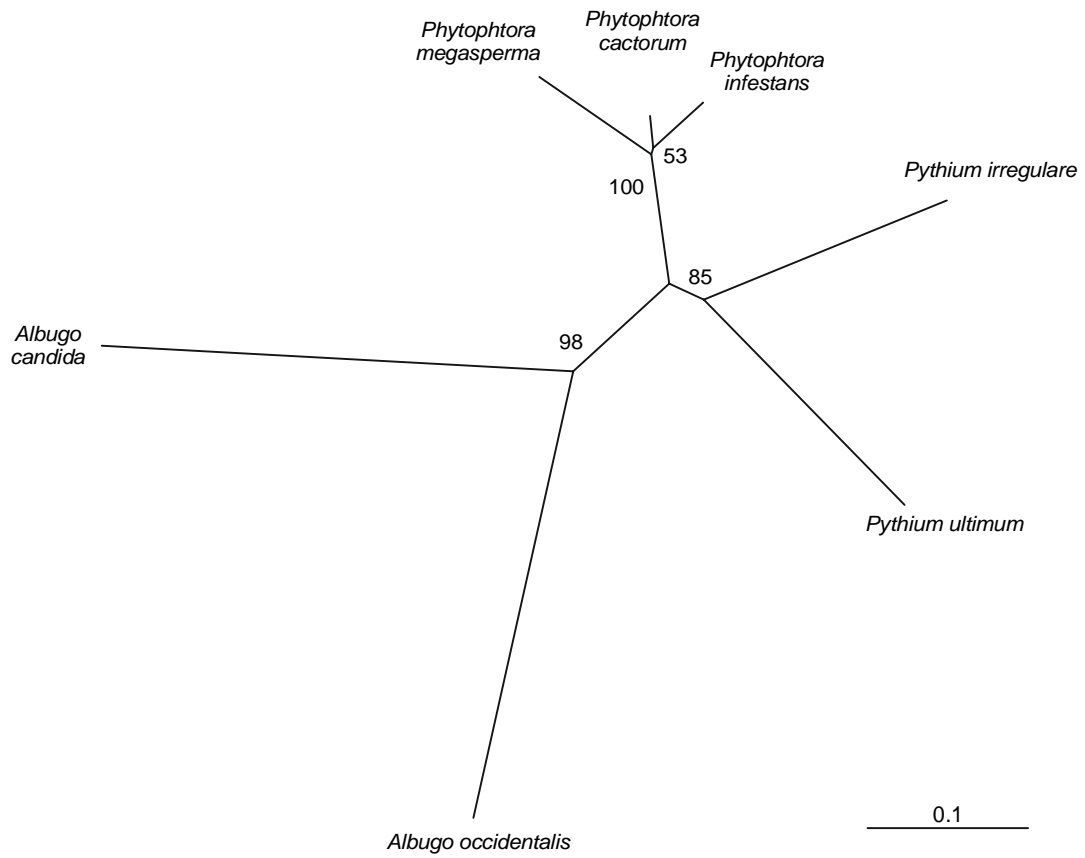 Phytophtora
megasperma
Phytophtora
cactorum
Phytophtora
infestans
53
100
Pythium irregulare
85
98
Albugo
candida
Pythium ultimum
0.1
Albugo occidentalis